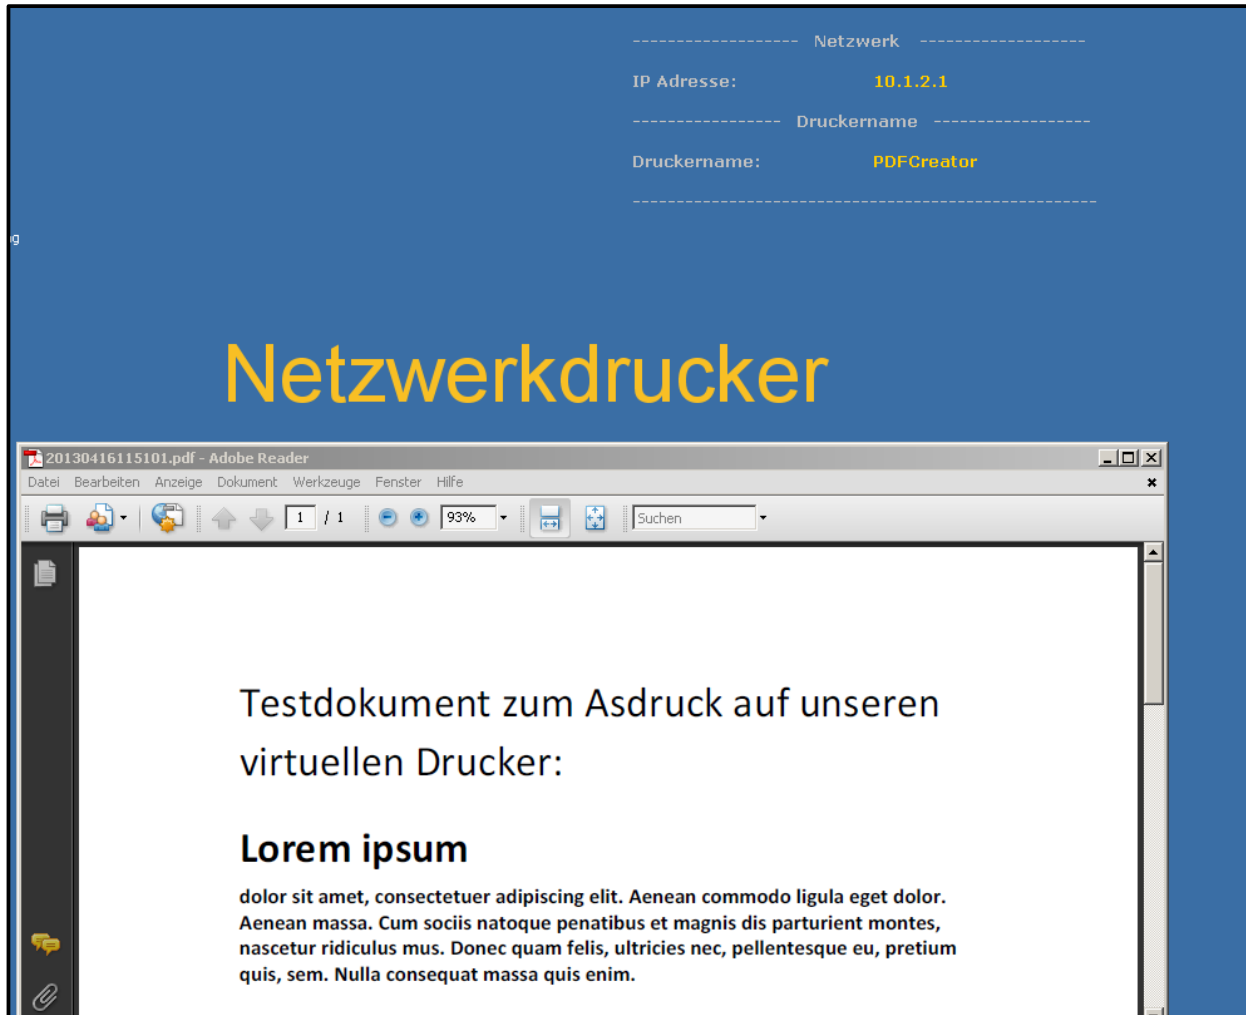 ------------------- Netzwerk -------------------
IP Adresse: 10.1.2.1
----------------- Druckername ------------------
Druckername: PDFCreator
-----------------------------------------------------
g
Netzwerkdrucker
20130416115101.pdf - Adobe Reader
Datei Bearbeiten Anzeige Dokument Werkzeuge Fenster Hilfe
1 / 1 93% Suchen
Testdokument zum Asdruck auf unseren
virtuellen Drucker:
Lorem ipsum
dolor sit amet, consectetuer adipiscing elit. Aenean commodo ligula eget dolor.
Aenean massa. Cum sociis natoque penatibus et magnis dis parturient montes,
nascetur ridiculus mus. Donec quam felis, ultricies nec, pellentesque eu, pretium
quis, sem. Nulla consequat massa quis enim.